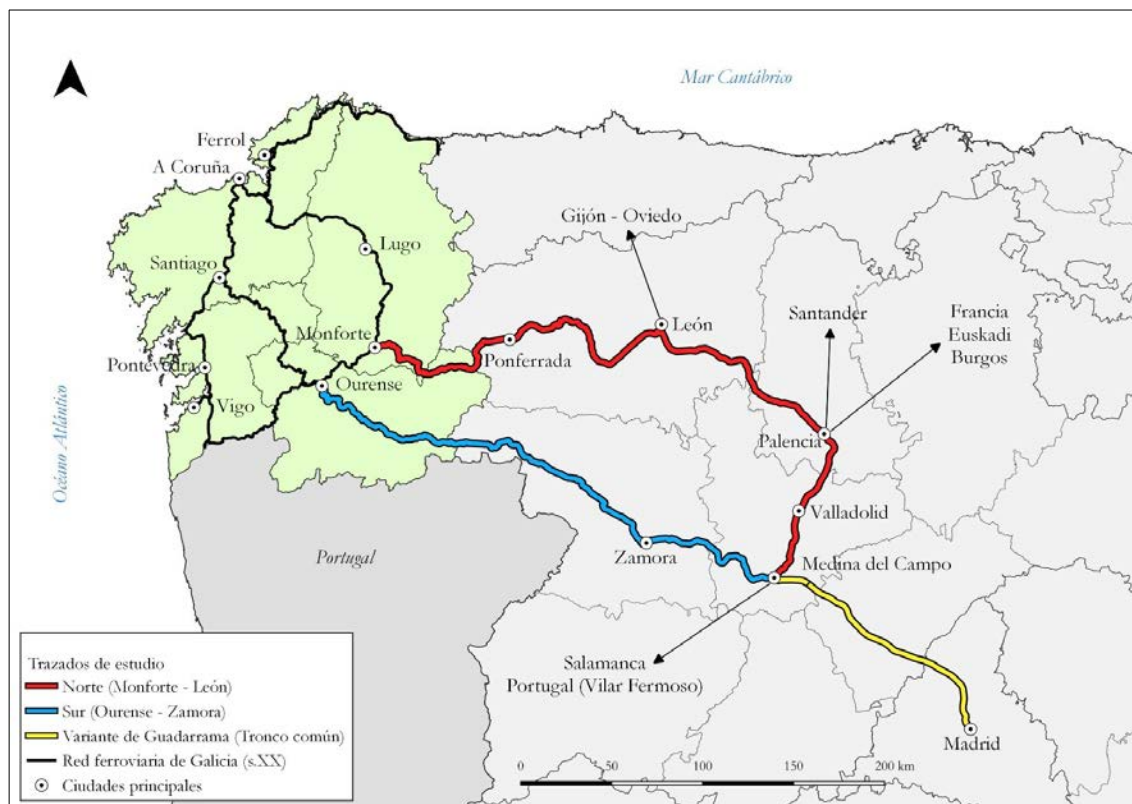 Mar Cantábrico
Ferrol
A Coruña
Gijón - Oviedo
Lugo
Santiago
León
Santander
Francia
Euskadi
Burgos
Monforte
Ponferrada
Pontevedra
Ourense
Océano Atlántico
Vigo
Palencia
Valladolid
Portugal
Zamora
Medina del Campo
Salamanca
Portugal (Vilar Fermoso)
Madrid
Trazados de estudio
Norte (Monforte - León)
Sur (Ourense - Zamora)
Variante de Guadarrama (Tronco común)
Red ferroviaria de Galicia (s.XX)
Ciudades principales
0 50 100 150 200 km